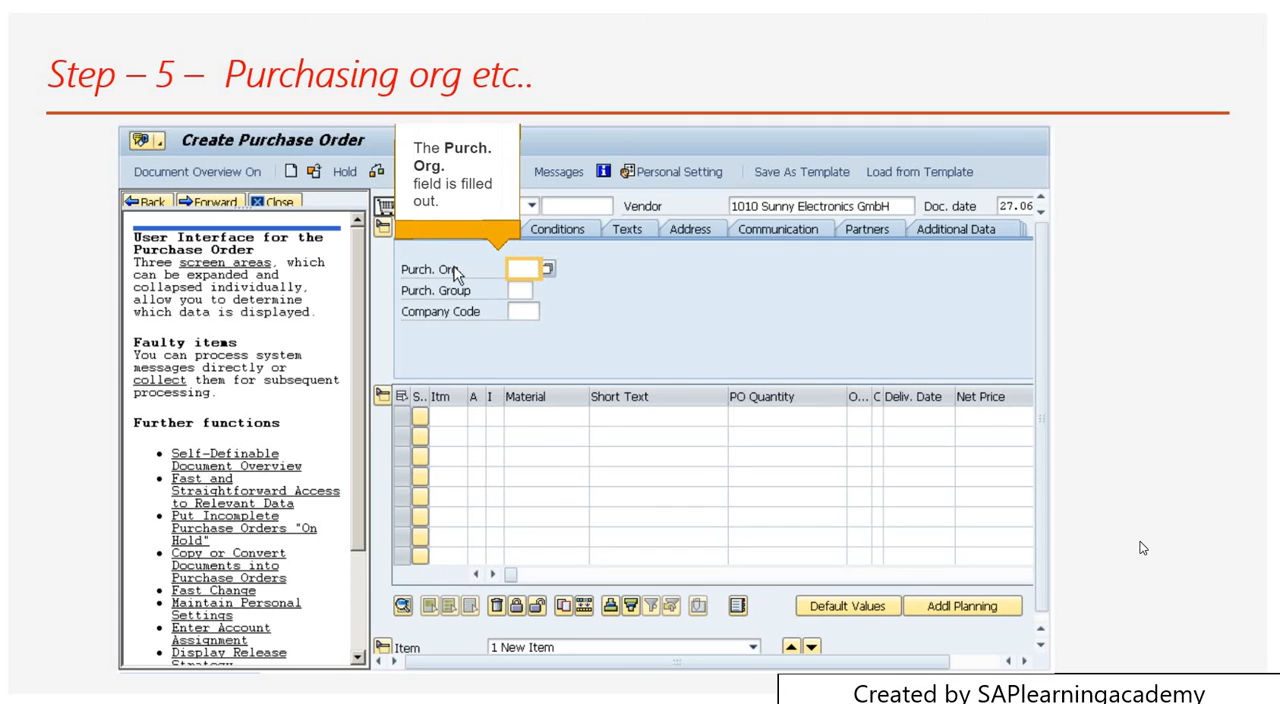 Step – 5 – Purchasing org etc..
Create Purchase Order
The Purch.
Org.
field is filled
out.
Document Overview On
Hold
Messages
Personal Setting
Save As Template
Load from Template
Back
Forward
Close
Vendor
1010 Sunny Electronics GmbH
Doc. date
27.06
Conditions
Texts
Address
Communication
Partners
Additional Data
User Interface for the
Purchase Order
Three screen areas, which
can be expanded and
collapsed individually,
allow you to determine
which data is displayed.
Faulty items
You can process system
messages directly or
collect them for subsequent
processing.
Further functions
• Self-Definable
Document Overview
• Fast and
Straightforward Access
to Relevant Data
• Put Incomplete
Purchase Orders "On
Hold"
• Copy or Convert
Documents into
Purchase Orders
• Fast Change
• Maintain Personal
Settings
• Enter Account
Assignment
• Display Release
Strategy
Purch. Org.
Purch. Group
Company Code
S.. Itm A I Material Short Text PO Quantity O... C Deliv. Date Net Price
Default Values
Addl Planning
Item
1 New Item
Created by SAPlearningacademy